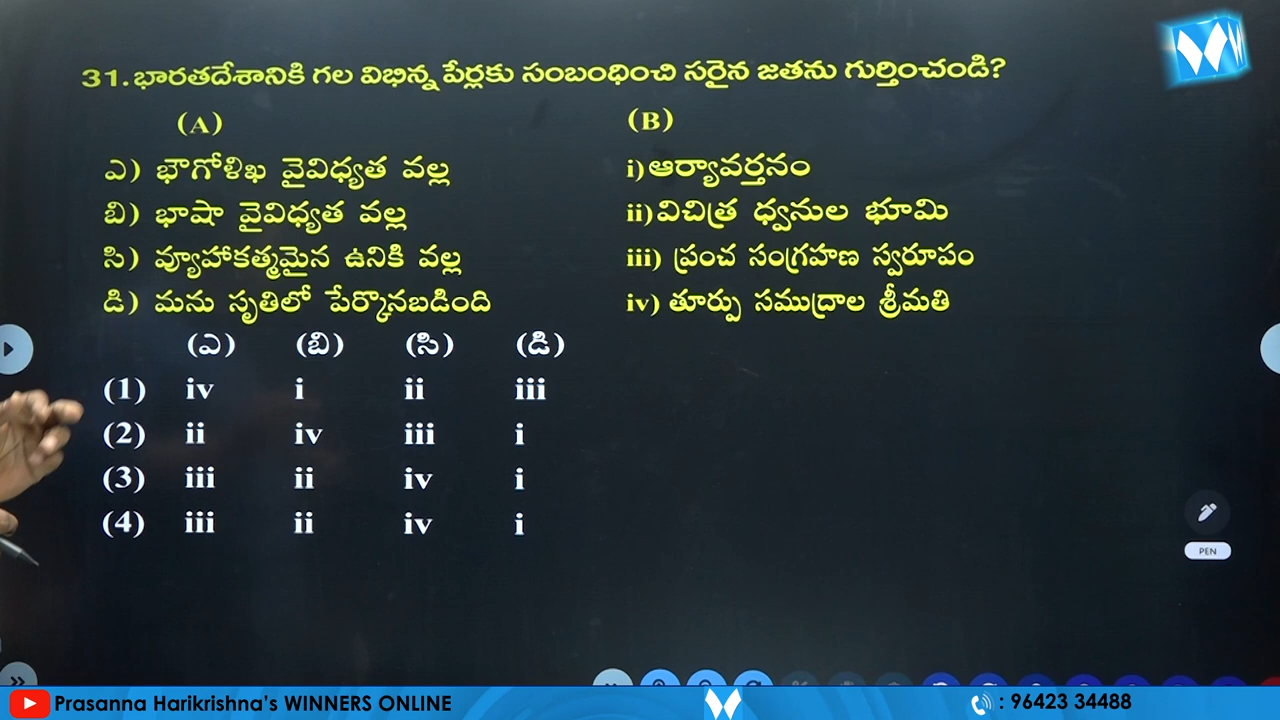 31. భారతదేశానికి గల విభిన్న పేర్లకు సంబంధించి సరైన జతను గుర్తించండి?
(A) (B)
ఎ) భౌగోళిఖ వైవిధ్యత వల్ల i) ఆర్యావర్తనం
బి) భాషా వైవిధ్యత వల్ల ii) విచిత్ర ధ్వనుల భూమి
సి) వ్యూహాకత్మమైన ఉనికి వల్ల iii) ప్రంచ సంగ్రహణ స్వరూపం
డి) మను సృతిలో పేర్కొనబడింది iv) తూర్పు సముద్రాల శ్రీమతి
(ఎ) (బి) (సి) (డి)
(1) iv i ii iii
(2) ii iv iii i
(3) iii ii iv i
(4) iii ii iv i
PEN
Prasanna Harikrishna's WINNERS ONLINE : 96423 34488